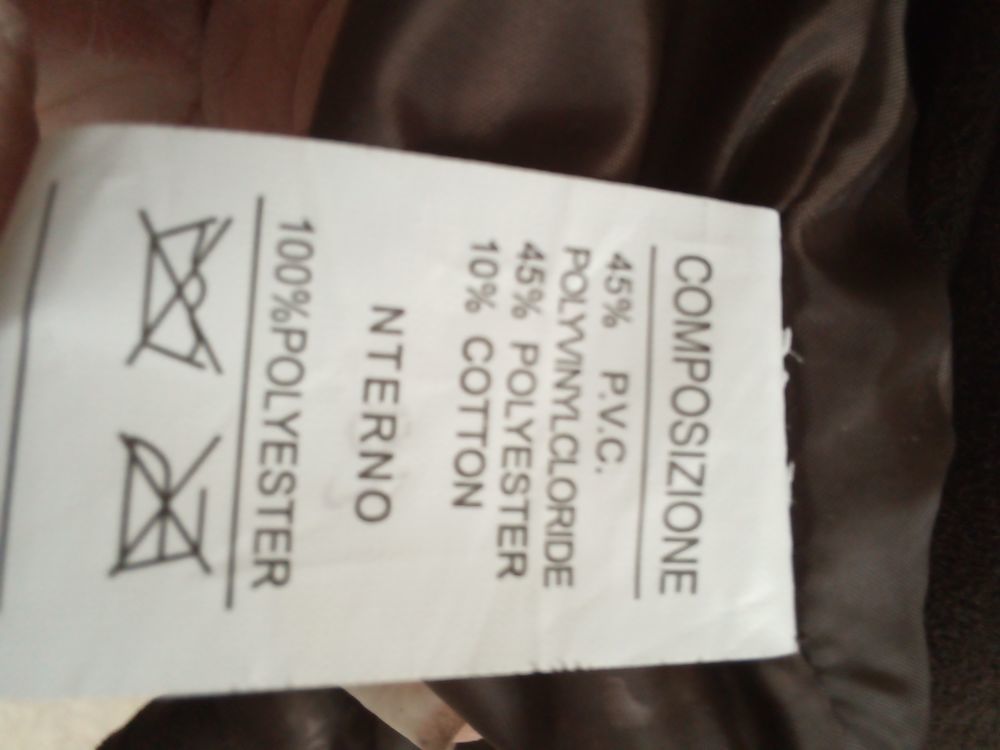 COMPOSIZIONE
45% P.V.C.
POLYVINYLCLORIDE
45% POLYESTER
10% COTTON
NTERNO
100%POLYESTER